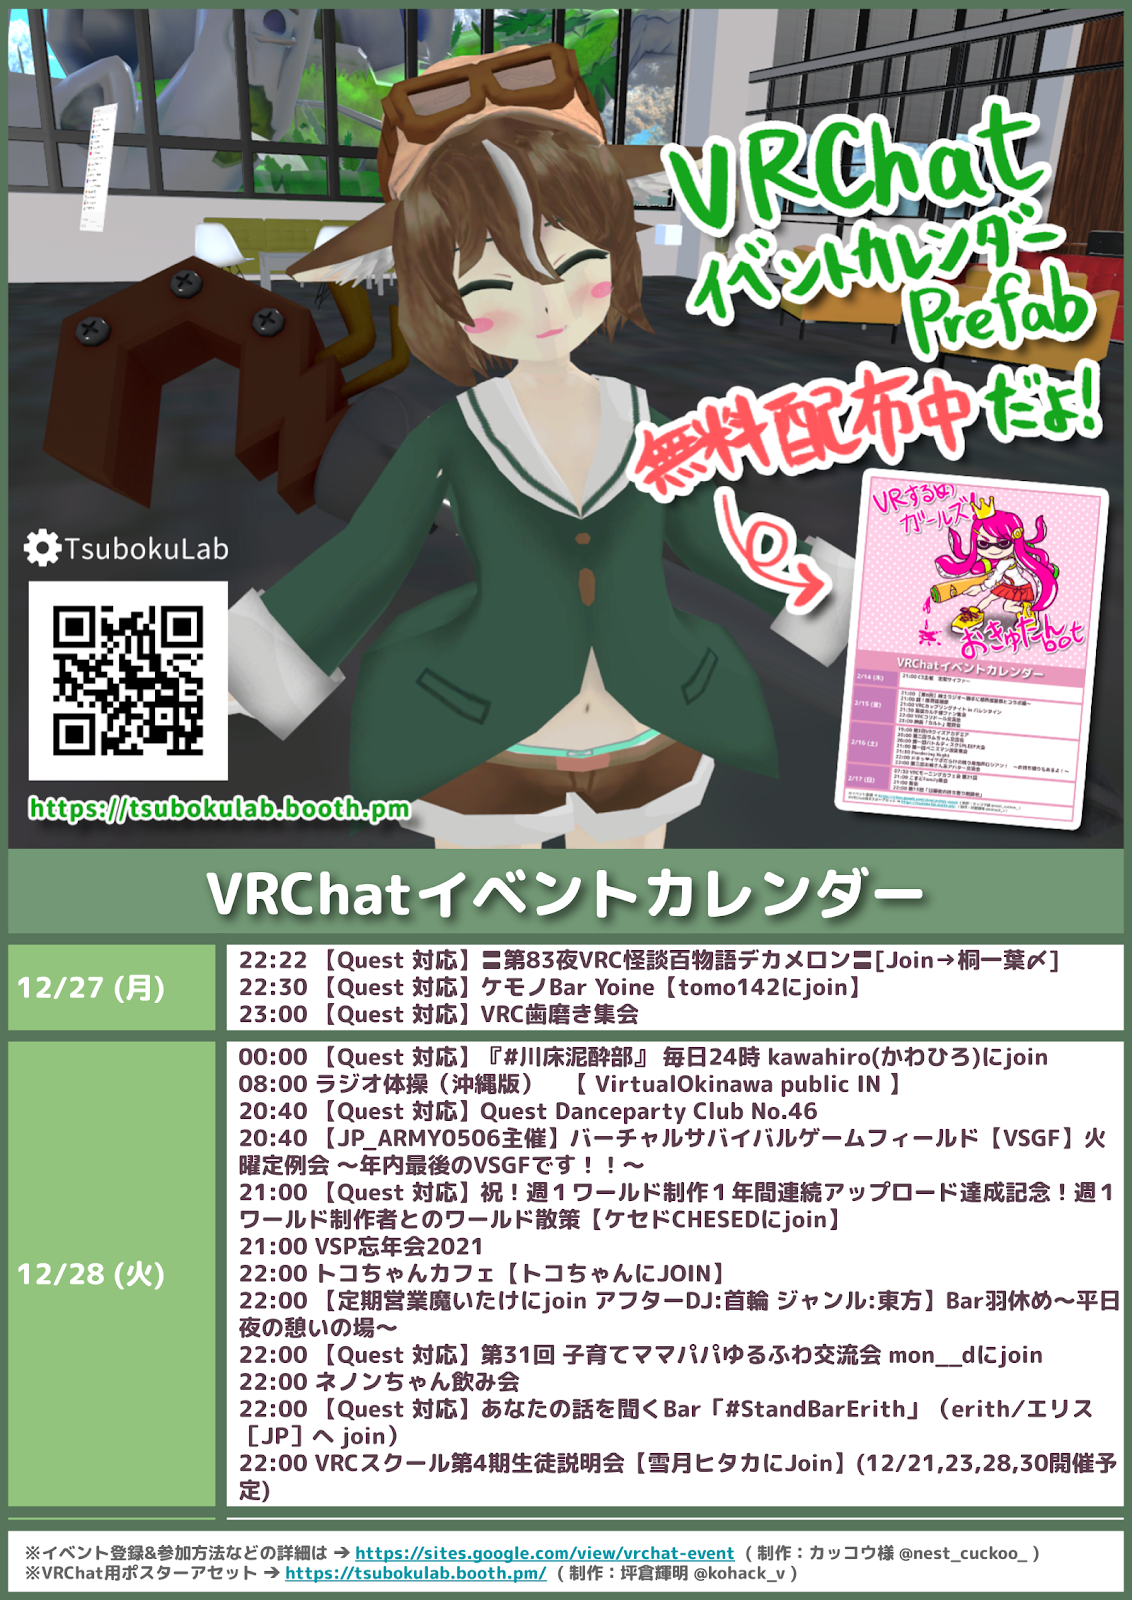 VRChat
イベントカレンダー
Prefab
無料配布中だよ!
TsubokuLab
https://tsubokulab.booth.pm
VRするめ
ガールズ
おきゅたんbot
VRChatイベントカレンダー
2/14 (木)
2/15 (金)
2/16 (土)
2/17 (日)
VRChatイベントカレンダー
12/27 (月)
22:22 【Quest 対応】〓第83夜VRC怪談百物語デカメロン〓[Join→桐一葉〆]
22:30 【Quest 対応】ケモノBar Yoine【tomo142にjoin】
23:00 【Quest 対応】VRC歯磨き集会
12/28 (火)
00:00 【Quest 対応】『#川床泥酔部』 毎日24時 kawahiro(かわひろ)にjoin
08:00 ラジオ体操（沖縄版） 【 VirtualOkinawa public IN 】
20:40 【Quest 対応】Quest Danceparty Club No.46
20:40 【JP_ARMY0506主催】バーチャルサバイバルゲームフィールド【VSGF】火
曜定例会 〜年内最後のVSGFです！！〜
21:00 【Quest 対応】祝！週１ワールド制作１年間連続アップロード達成記念！週１
ワールド制作者とのワールド散策【ケセドCHESEDにjoin】
21:00 VSP忘年会2021
22:00 トコちゃんカフェ【トコちゃんにJOIN】
22:00 【定期営業魔いたけにjoin アフターDJ:首輪 ジャンル:東方】Bar羽休め〜平日
夜の憩いの場〜
22:00 【Quest 対応】第31回 子育てママパパゆるふわ交流会 mon__dにjoin
22:00 ネノンちゃん飲み会
22:00 【Quest 対応】あなたの話を聞くBar「#StandBarErith」（erith/エリス
［JP］へ join）
22:00 VRCスクール第4期生徒説明会【雪月ヒタカにJoin】(12/21,23,28,30開催予
定)
※イベント登録&参加方法などの詳細は ➔ https://sites.google.com/view/vrchat-event ( 制作：カッコウ様 @nest_cuckoo_ )
※VRChat用ポスターアセット ➔ https://tsubokulab.booth.pm/ ( 制作：坪倉輝明 @kohack_v )